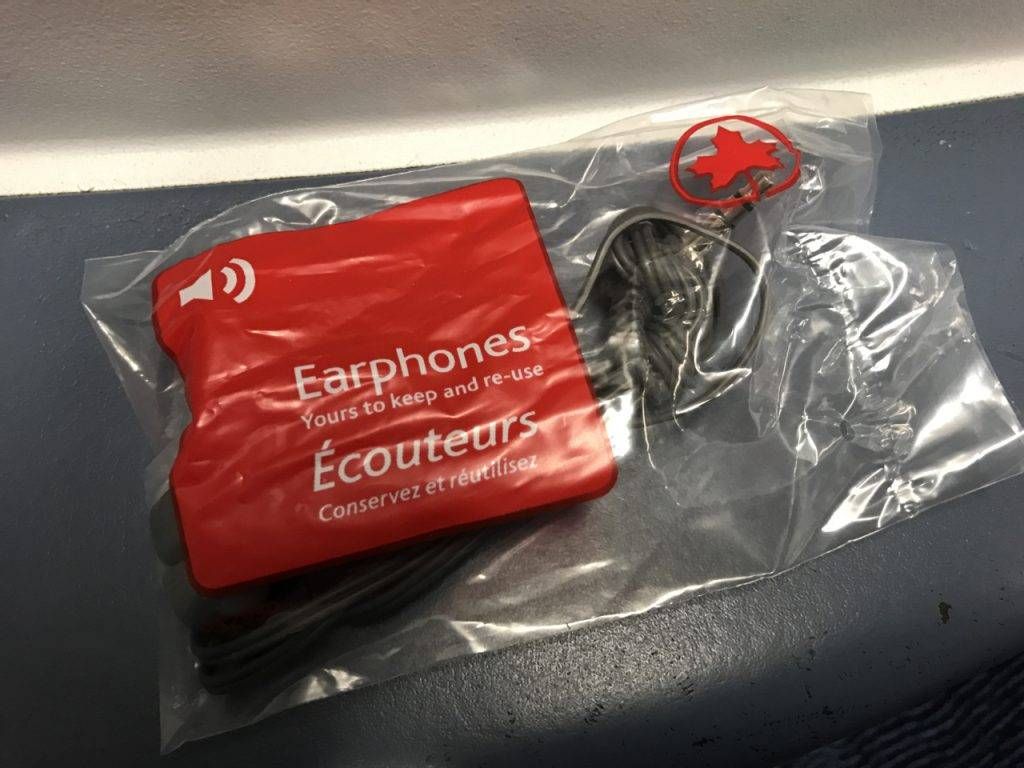 Earphones
Yours to keep and re-use
Écouteurs
Conservez et réutilisez